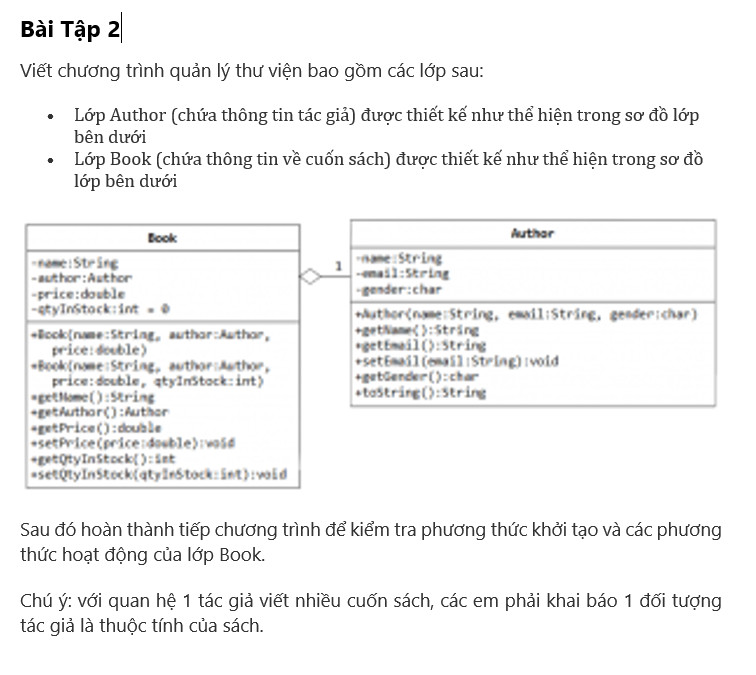 Bài Tập 2
Viết chương trình quản lý thư viện bao gồm các lớp sau:
• Lớp Author (chứa thông tin tác giả) được thiết kế như thể hiện trong sơ đồ lớp
bên dưới
• Lớp Book (chứa thông tin về cuốn sách) được thiết kế như thể hiện trong sơ đồ
lớp bên dưới
Book
-name:String
-author:Author
-price:double
-qtyInStock:int = 0
+Book(name:String, author:Author,
price:double)
+Book(name:String, author:Author,
price:double, qtyInStock:int)
+getName():String
+getAuthor():Author
+getPrice():double
+setPrice(price:double):void
+getQtyInStock():int
+setQtyInStock(qtyInStock:int):void
1
Author
-name:String
-email:String
-gender:char
+Author(name:String, email:String, gender:char)
+getName():String
+getEmail():String
+setEmail(email:String):void
+getGender():char
+toString():String
Sau đó hoàn thành tiếp chương trình để kiểm tra phương thức khởi tạo và các phương
thức hoạt động của lớp Book.
Chú ý: với quan hệ 1 tác giả viết nhiều cuốn sách, các em phải khai báo 1 đối tượng
tác giả là thuộc tính của sách.